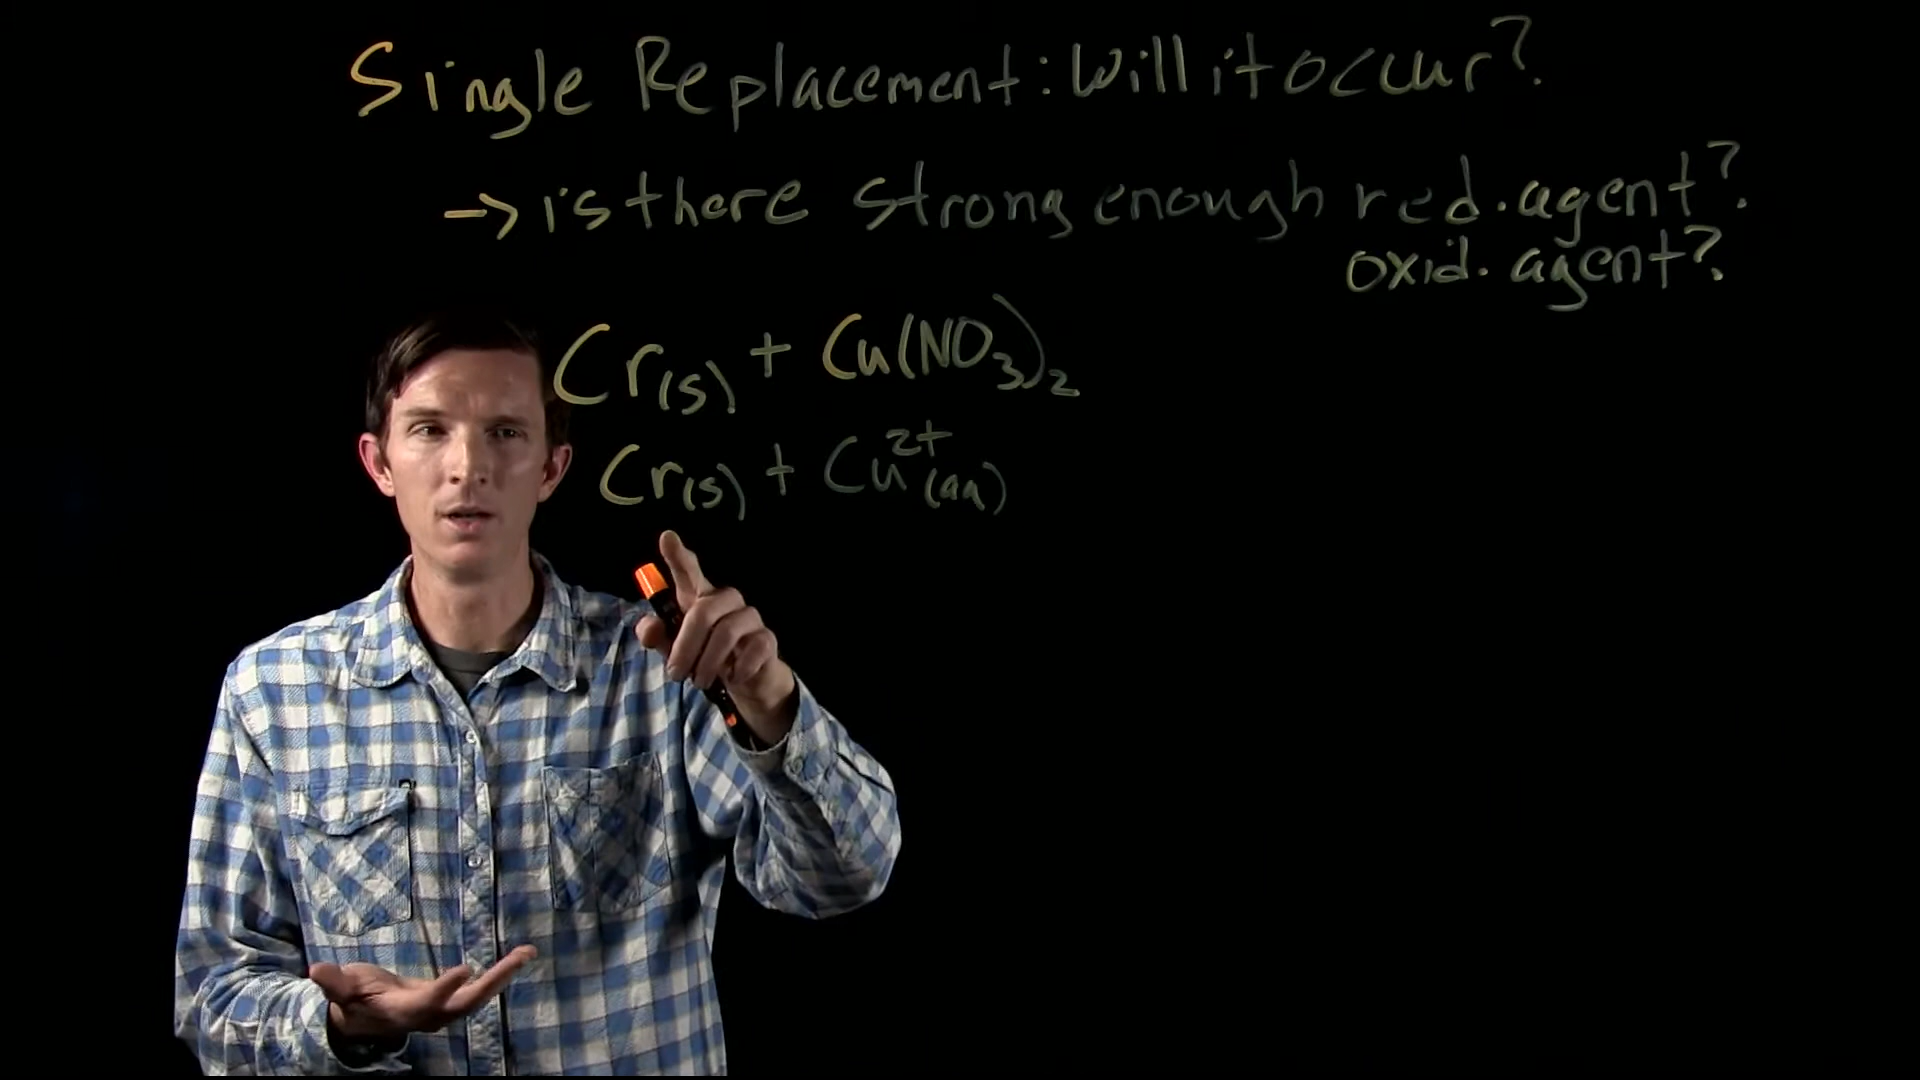 Single Replacement: Will it occur?
→ is there strong enough red. agent?
oxid. agent?
Cr(s) + Cu(NO₃)₂
Cr(s) + Cu²⁺(aq)